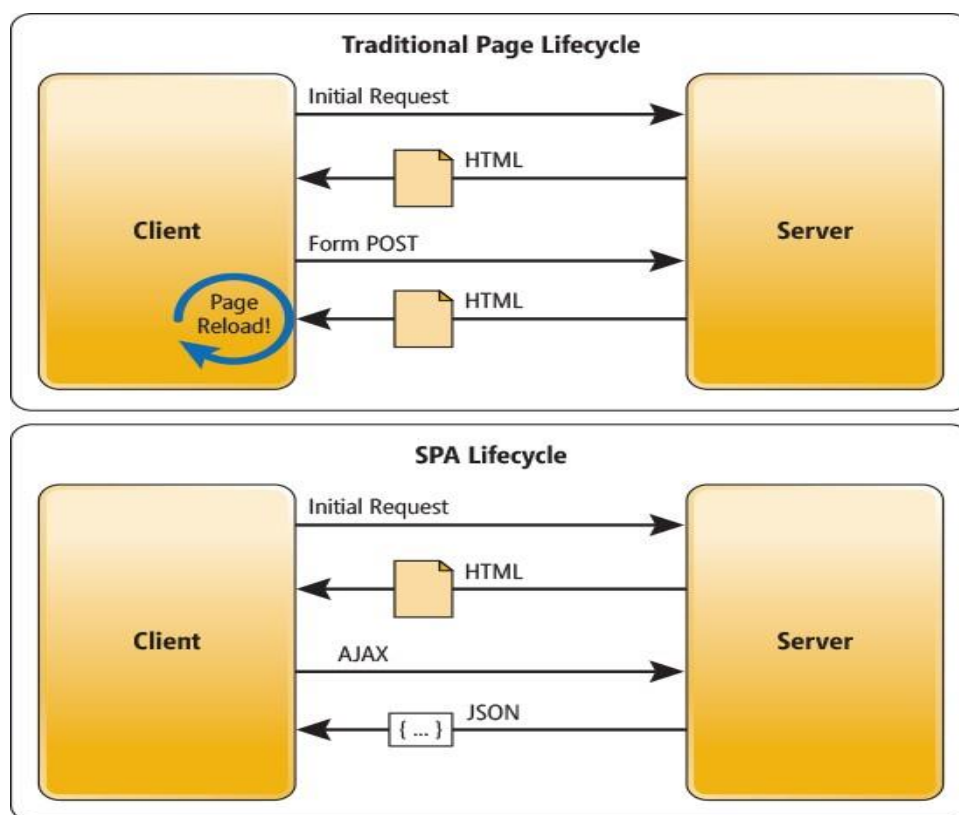 Traditional Page Lifecycle
Initial Request
HTML
Client
Server
Form POST
Page
Reload!
HTML
SPA Lifecycle
Initial Request
HTML
Client
Server
AJAX
JSON
{ ... }